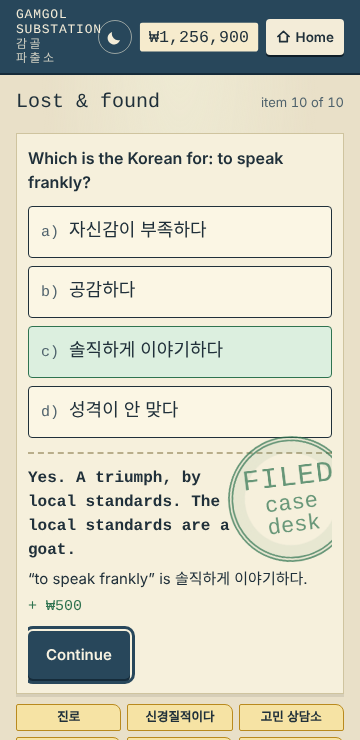 GAMGOL
SUBSTATION
감골
파출소
₩1,256,900
Home
Lost & found
item 10 of 10
Which is the Korean for: to speak
frankly?
a) 자신감이 부족하다
b) 공감하다
c) 솔직하게 이야기하다
d) 성격이 안 맞다
Yes. A triumph, by
local standards. The
local standards are a
goat.
FILED
case
desk
“to speak frankly” is 솔직하게 이야기하다.
+ ₩500
Continue
진로
신경질적이다
고민 상담소